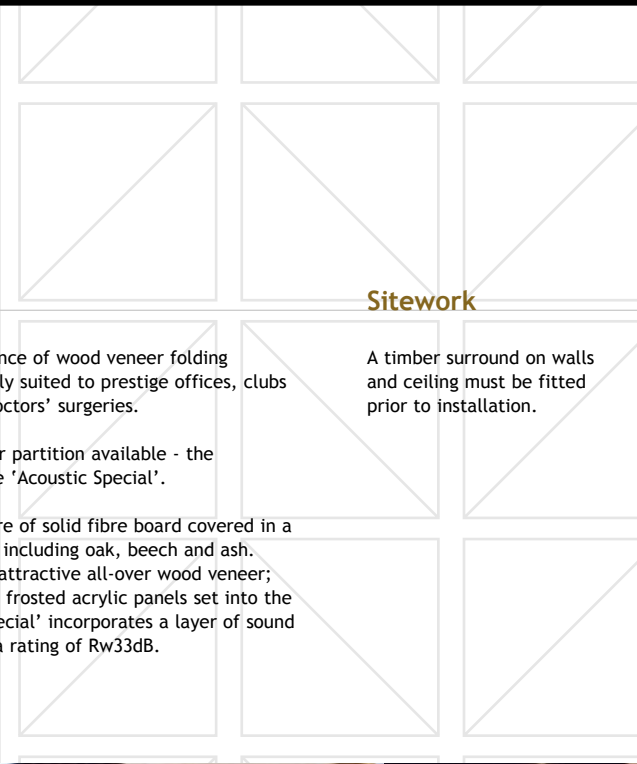 Sitework
nce of wood veneer folding
ly suited to prestige offices, clubs
octors’ surgeries.
r partition available - the
e ‘Acoustic Special’.
re of solid fibre board covered in a
including oak, beech and ash.
attractive all-over wood veneer;
frosted acrylic panels set into the
ecial’ incorporates a layer of sound
a rating of Rw33dB.
A timber surround on walls
and ceiling must be fitted
prior to installation.